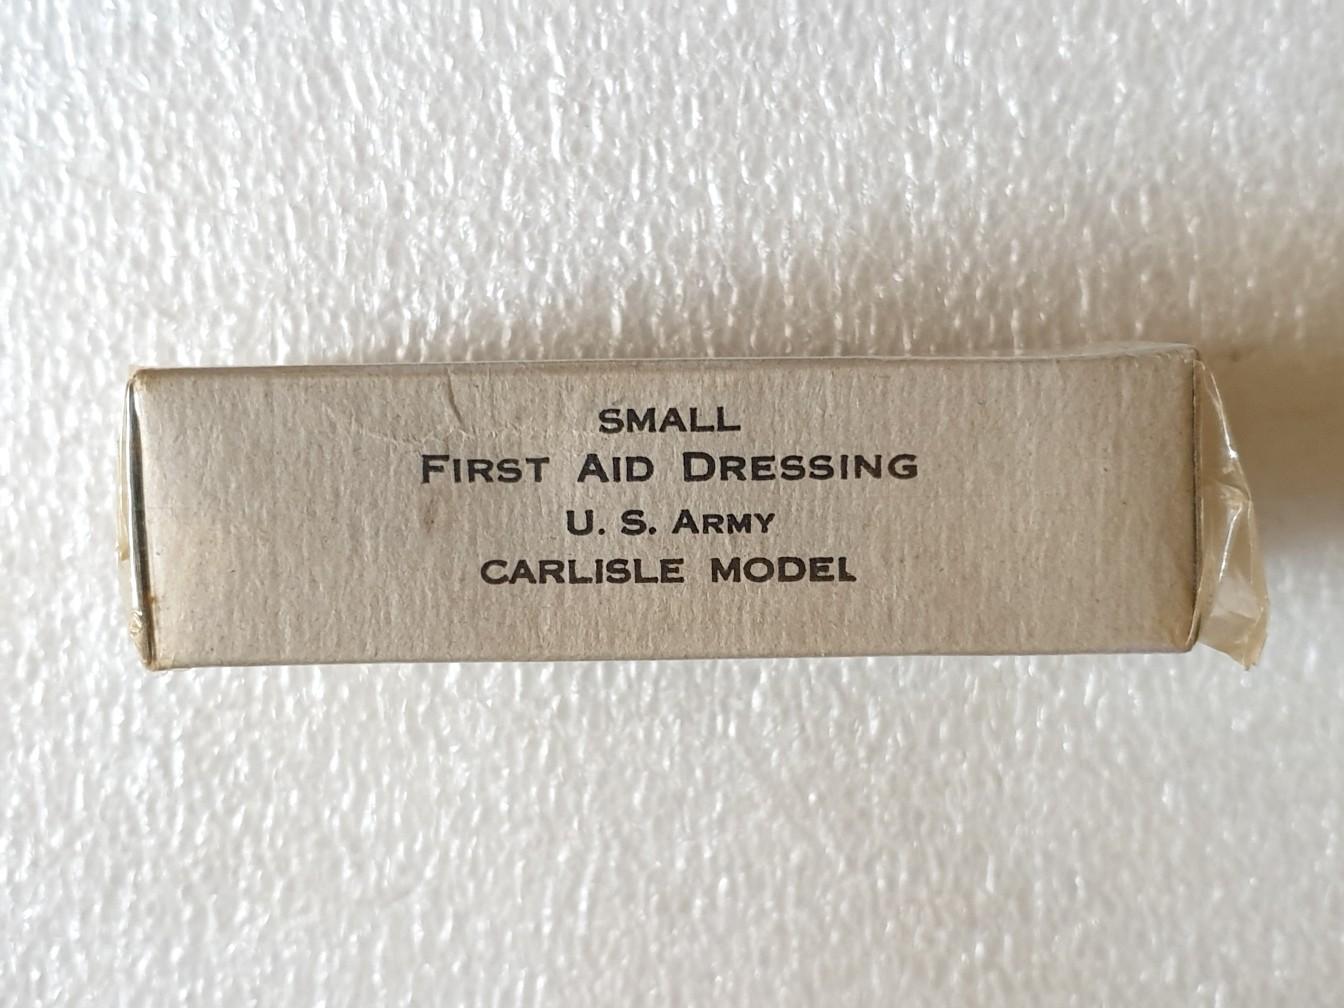 SMALL
FIRST AID DRESSING
U. S. ARMY
CARLISLE MODEL